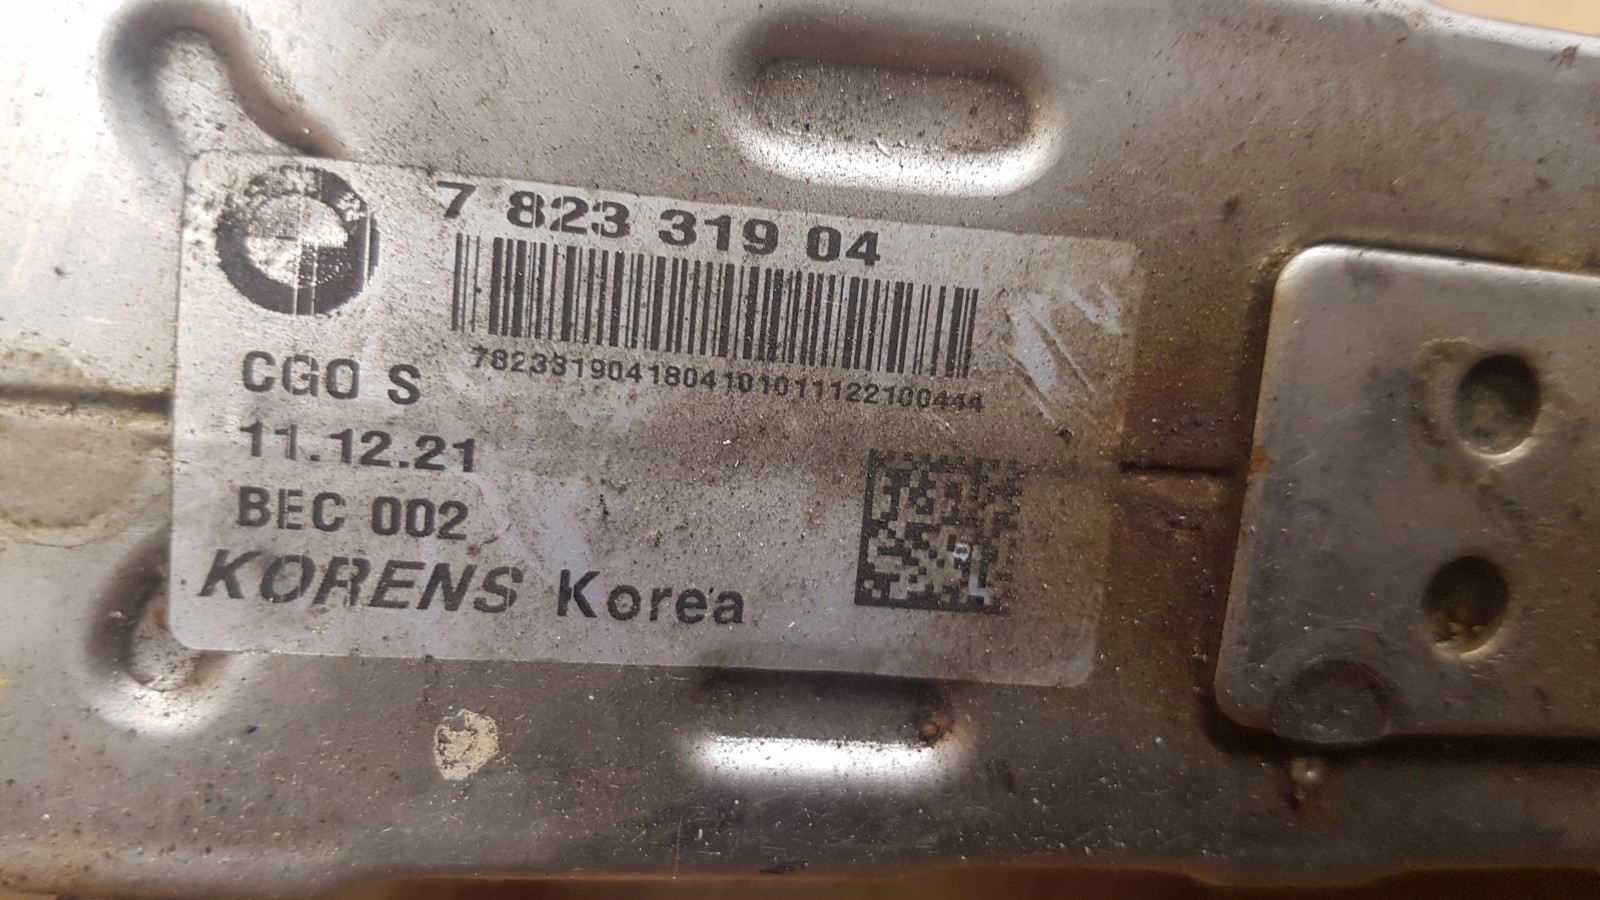 7 823 319 04
7823319041804101011122100444
CGO S
11.12.21
BEC 002
KORENS Korea